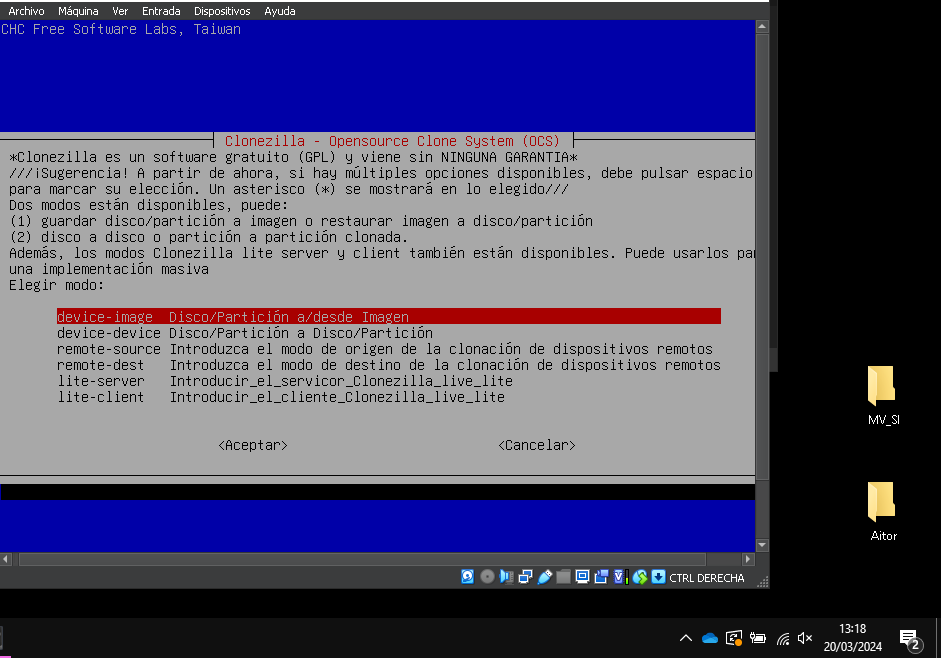 Archivo Máquina Ver Entrada Dispositivos Ayuda
CHC Free Software Labs, Taiwan
Clonezilla - Opensource Clone System (OCS)
*Clonezilla es un software gratuito (GPL) y viene sin NINGUNA GARANTIA*
///¡Sugerencia! A partir de ahora, si hay múltiples opciones disponibles, debe pulsar espacio
para marcar su elección. Un asterisco (*) se mostrará en lo elegido///
Dos modos están disponibles, puede:
(1) guardar disco/partición a imagen o restaurar imagen a disco/partición
(2) disco a disco o partición a partición clonada.
Además, los modos Clonezilla lite server y client también están disponibles. Puede usarlos par
una implementación masiva
Elegir modo:
device-image Disco/Partición a/desde Imagen
device-device Disco/Partición a Disco/Partición
remote-source Introduzca el modo de origen de la clonación de dispositivos remotos
remote-dest Introduzca el modo de destino de la clonación de dispositivos remotos
lite-server Introducir_el_servicor_Clonezilla_live_lite
lite-client Introducir_el_cliente_Clonezilla_live_lite
<Aceptar> <Cancelar>
CTRL DERECHA
MV_SI
Aitor
13:18
20/03/2024
2